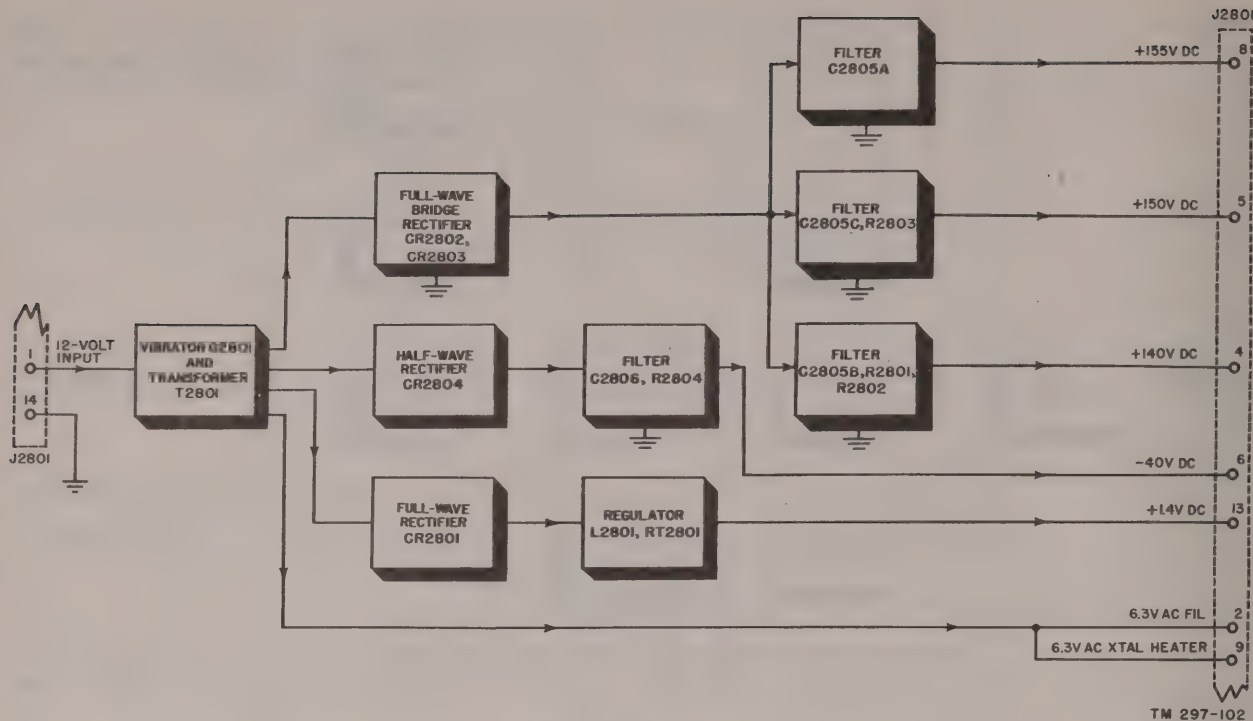 J2801
FILTER
C2805A
+155V DC
8
FULL-WAVE
BRIDGE
RECTIFIER
CR2802,
CR2803
FILTER
C2805C,R2803
+150V DC
5
1
12-VOLT
INPUT
VIBRATOR G2801
AND
TRANSFORMER
T2801
HALF-WAVE
RECTIFIER
CR2804
FILTER
C2806, R2804
FILTER
C2805B,R2801,
R2802
+140V DC
4
14
J2801
-40V DC
6
FULL-WAVE
RECTIFIER
CR2801
REGULATOR
L2801, RT2801
+1.4V DC
13
6.3V AC FIL
2
6.3V AC XTAL HEATER
9
TM 297-102